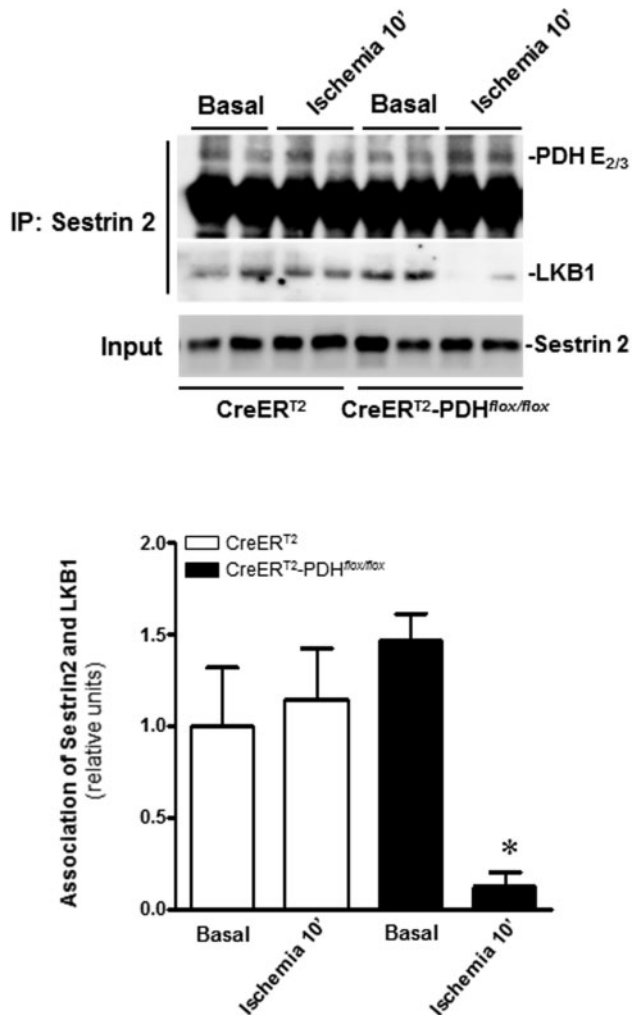 Basal Ischemia 10' Basal Ischemia 10'
-PDH E2/3
IP: Sestrin 2
-LKB1
Input -Sestrin 2
CreERT2 CreERT2-PDHflox/flox
2.0
CreERT2
CreERT2-PDHflox/flox
1.5
1.0
0.5
0.0
*
Association of SestrIn2 and LKB1
(relative units)
Basal Ischemia 10' Basal Ischemia 10'